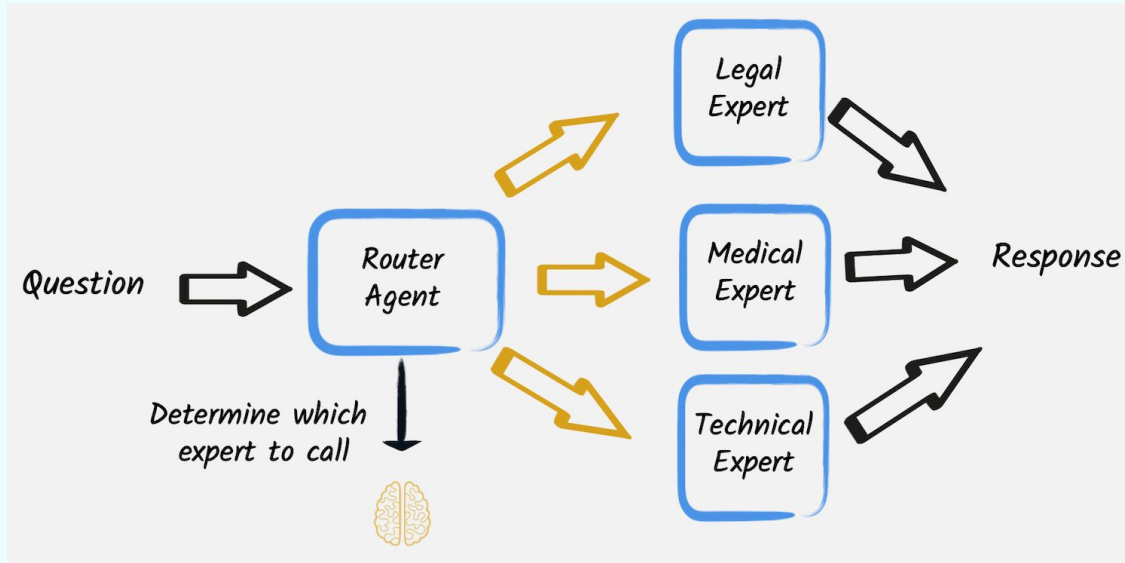 Question
Router
Agent
Determine which
expert to call
Legal
Expert
Medical
Expert
Technical
Expert
Response